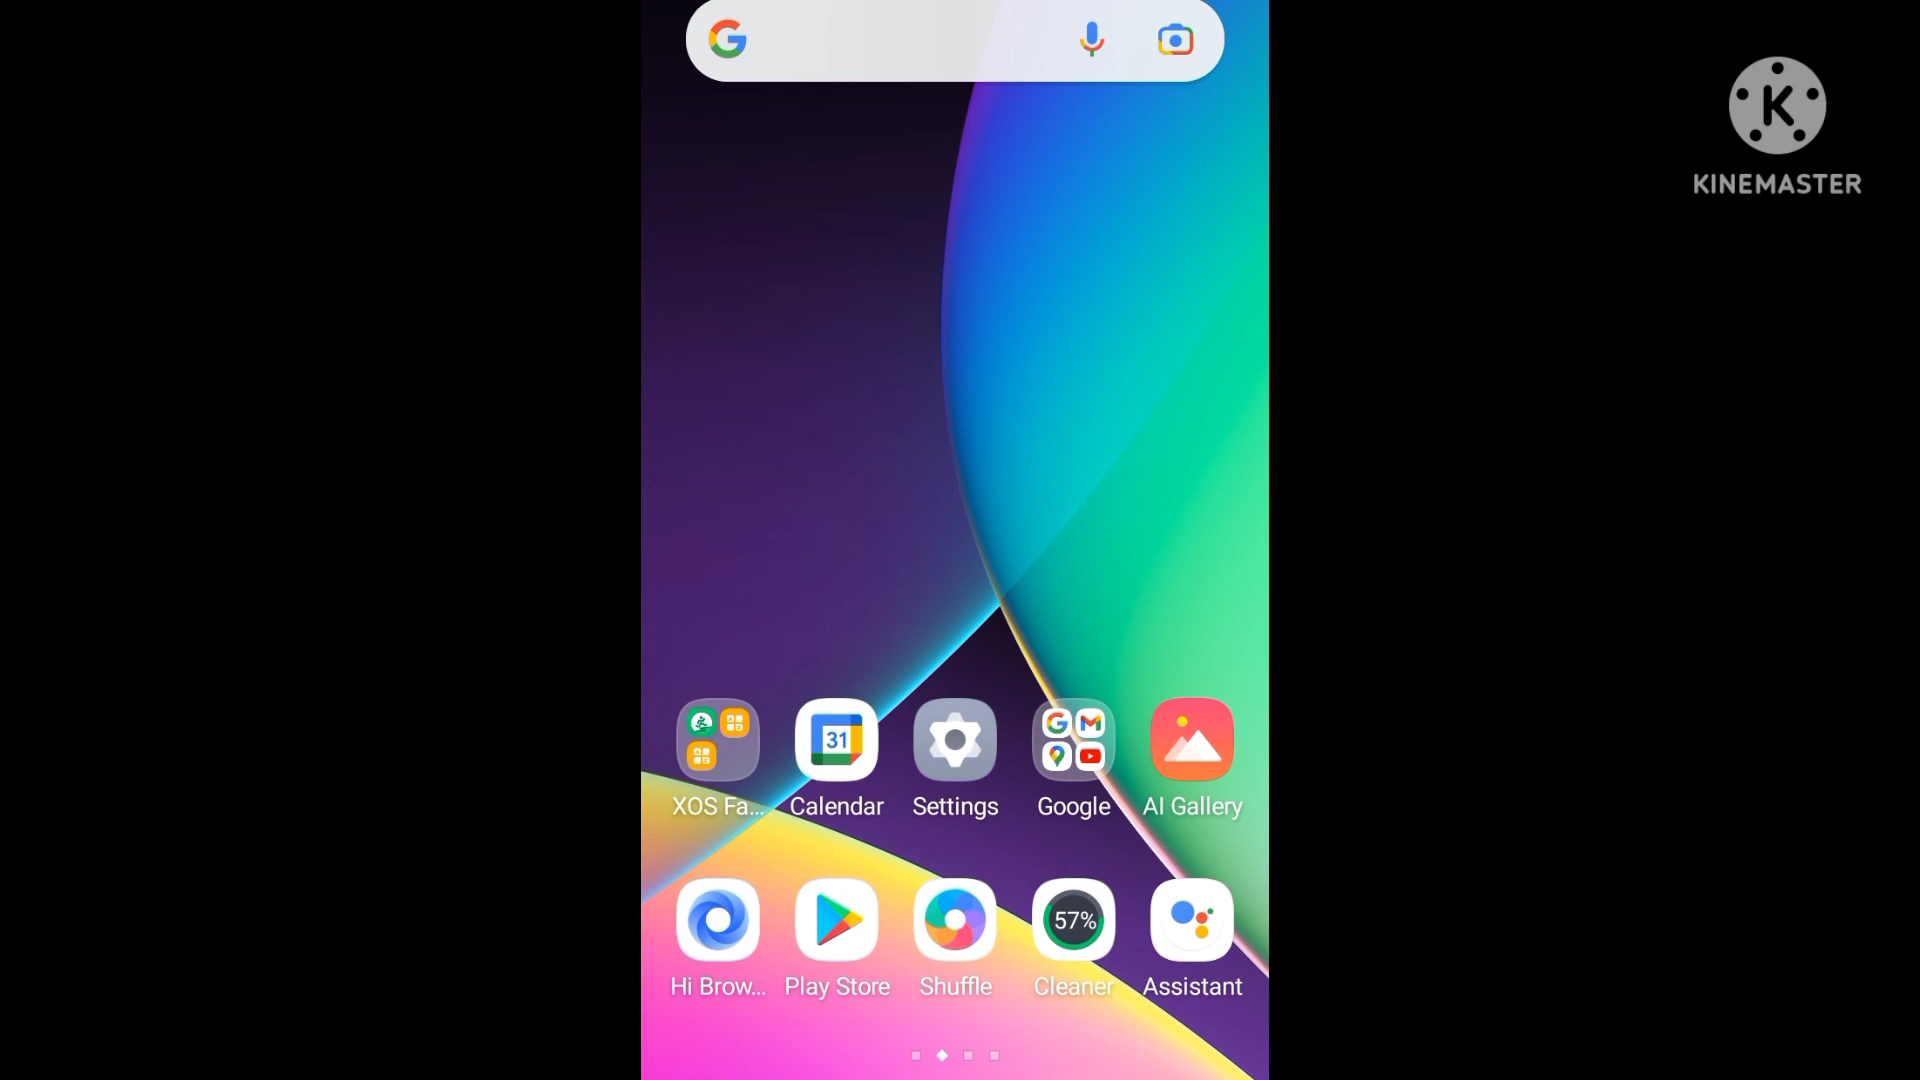 KINEMASTER
31
XOS Fa...
Calendar
Settings
Google
AI Gallery
57%
Hi Brow...
Play Store
Shuffle
Cleaner
Assistant